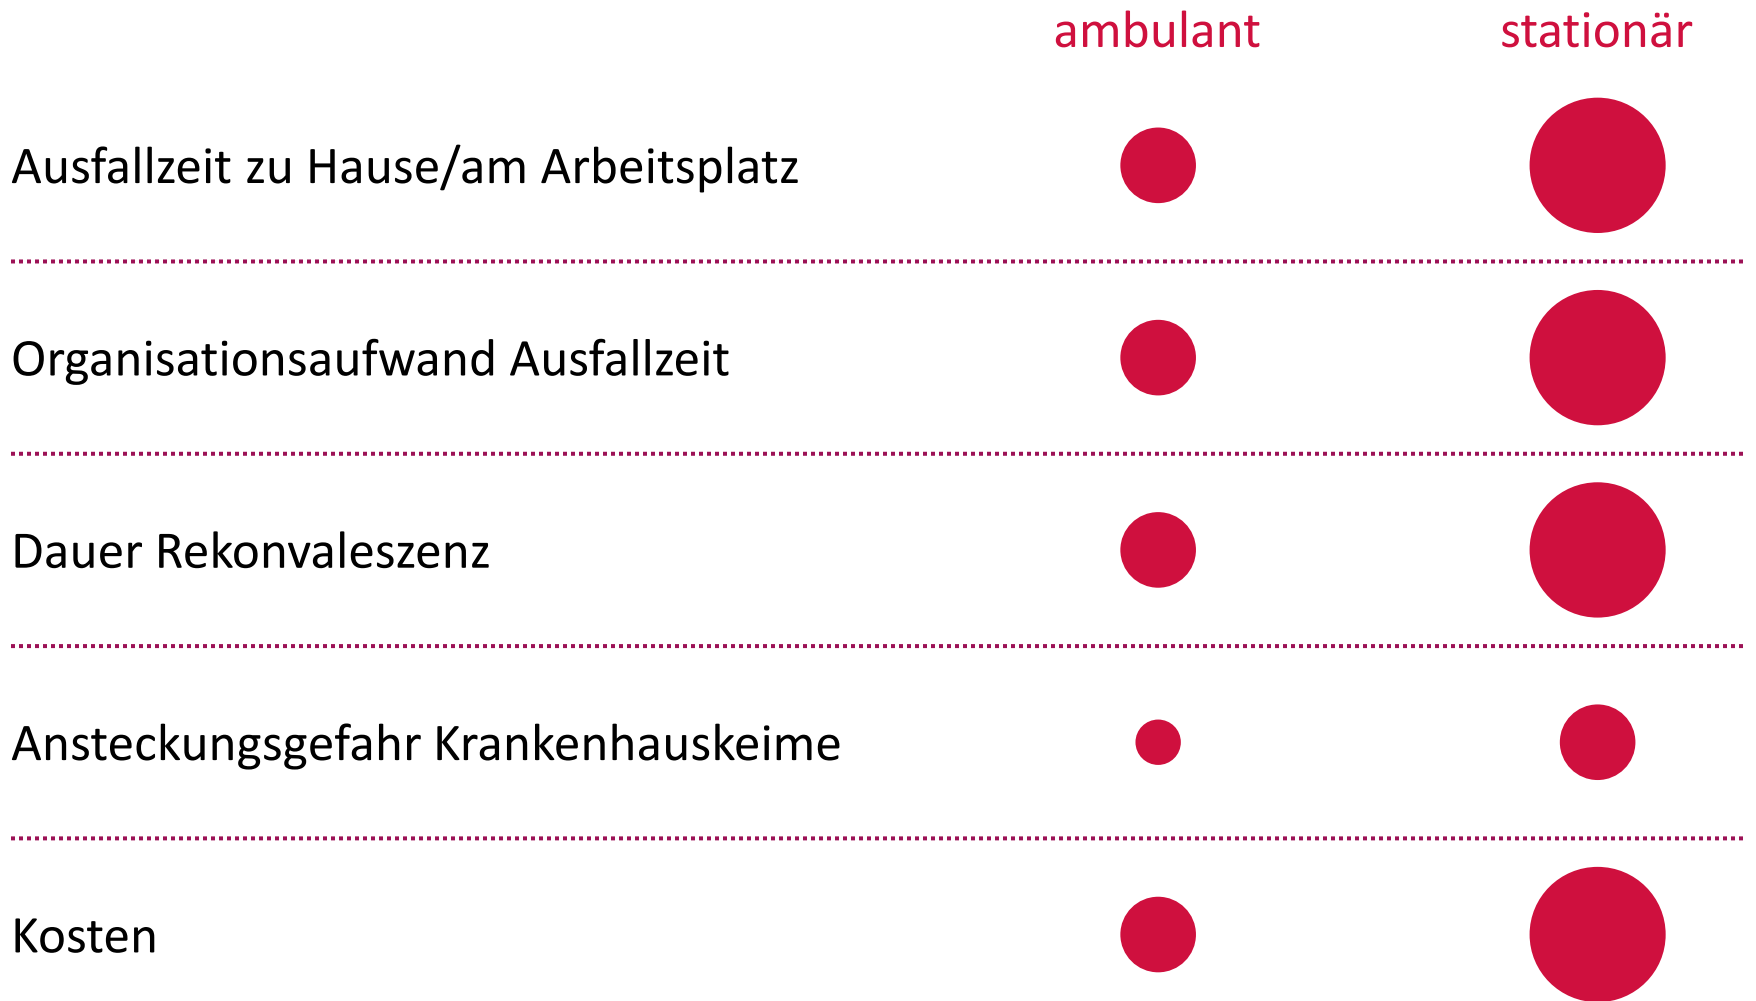 ambulant stationär
Ausfallzeit zu Hause/am Arbeitsplatz
Organisationsaufwand Ausfallzeit
Dauer Rekonvaleszenz
Ansteckungsgefahr Krankenhauskeime
Kosten